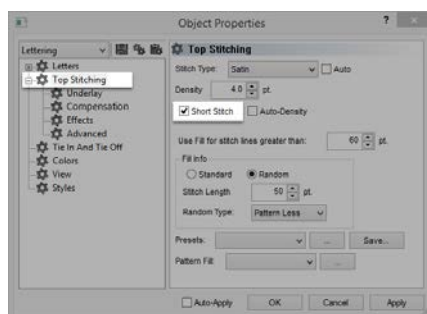 Object Properties ?
Lettering
Letters
Top Stitching
Underlay
Compensation
Effects
Advanced
Tie In And Tie Off
Colors
View
Styles
Top Stitching
Stitch Type: Satin Auto
Density 4.0 pt.
Short Stitch Auto-Density
Use Fill for stitch lines greater than: 60 pt.
Fill info
Standard Random
Stitch Length 50 pt.
Random Type: Pattern Less
Presets: ... Save...
Pattern Fill: ...
Auto-Apply OK Cancel Apply